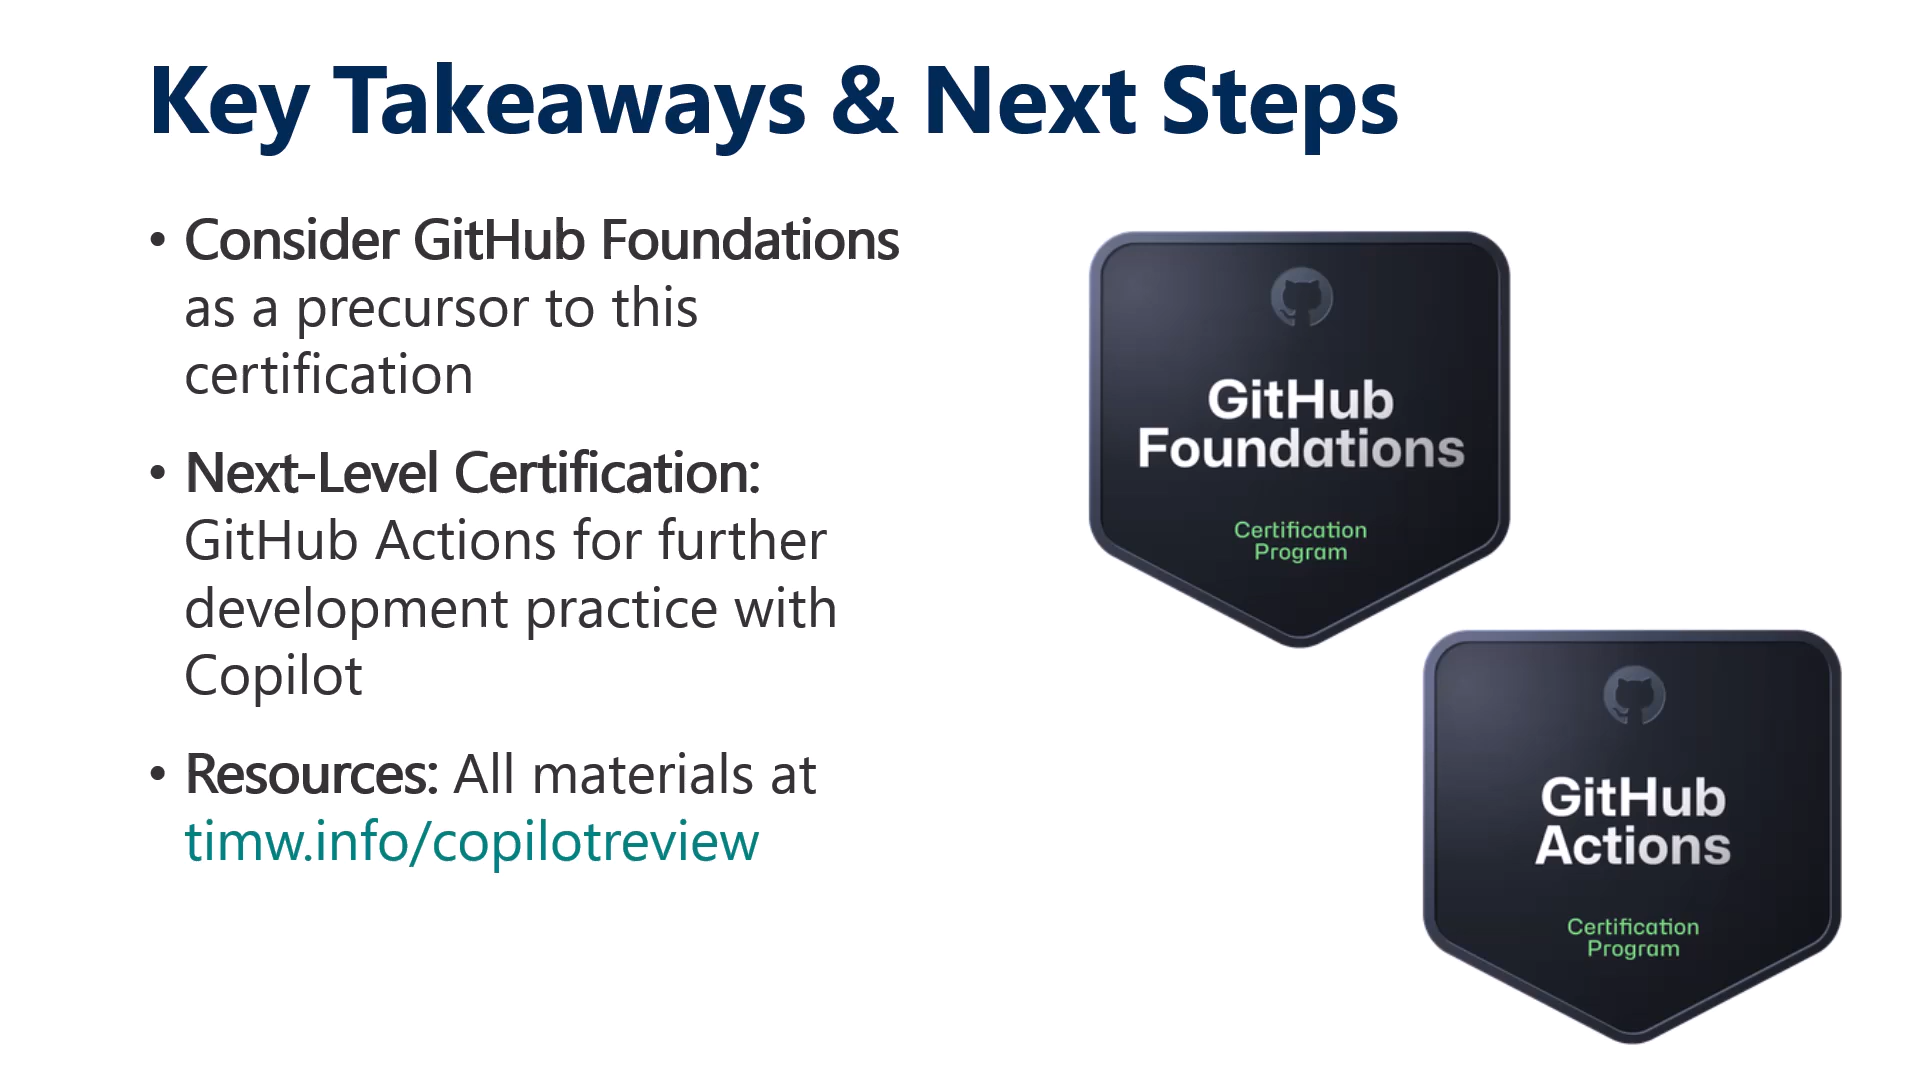 Key Takeaways & Next Steps
• Consider GitHub Foundations
as a precursor to this
certification
• Next-Level Certification:
GitHub Actions for further
development practice with
Copilot
• Resources: All materials at
timw.info/copilotreview
GitHub
Foundations
Certification
Program
GitHub
Actions
Certification
Program